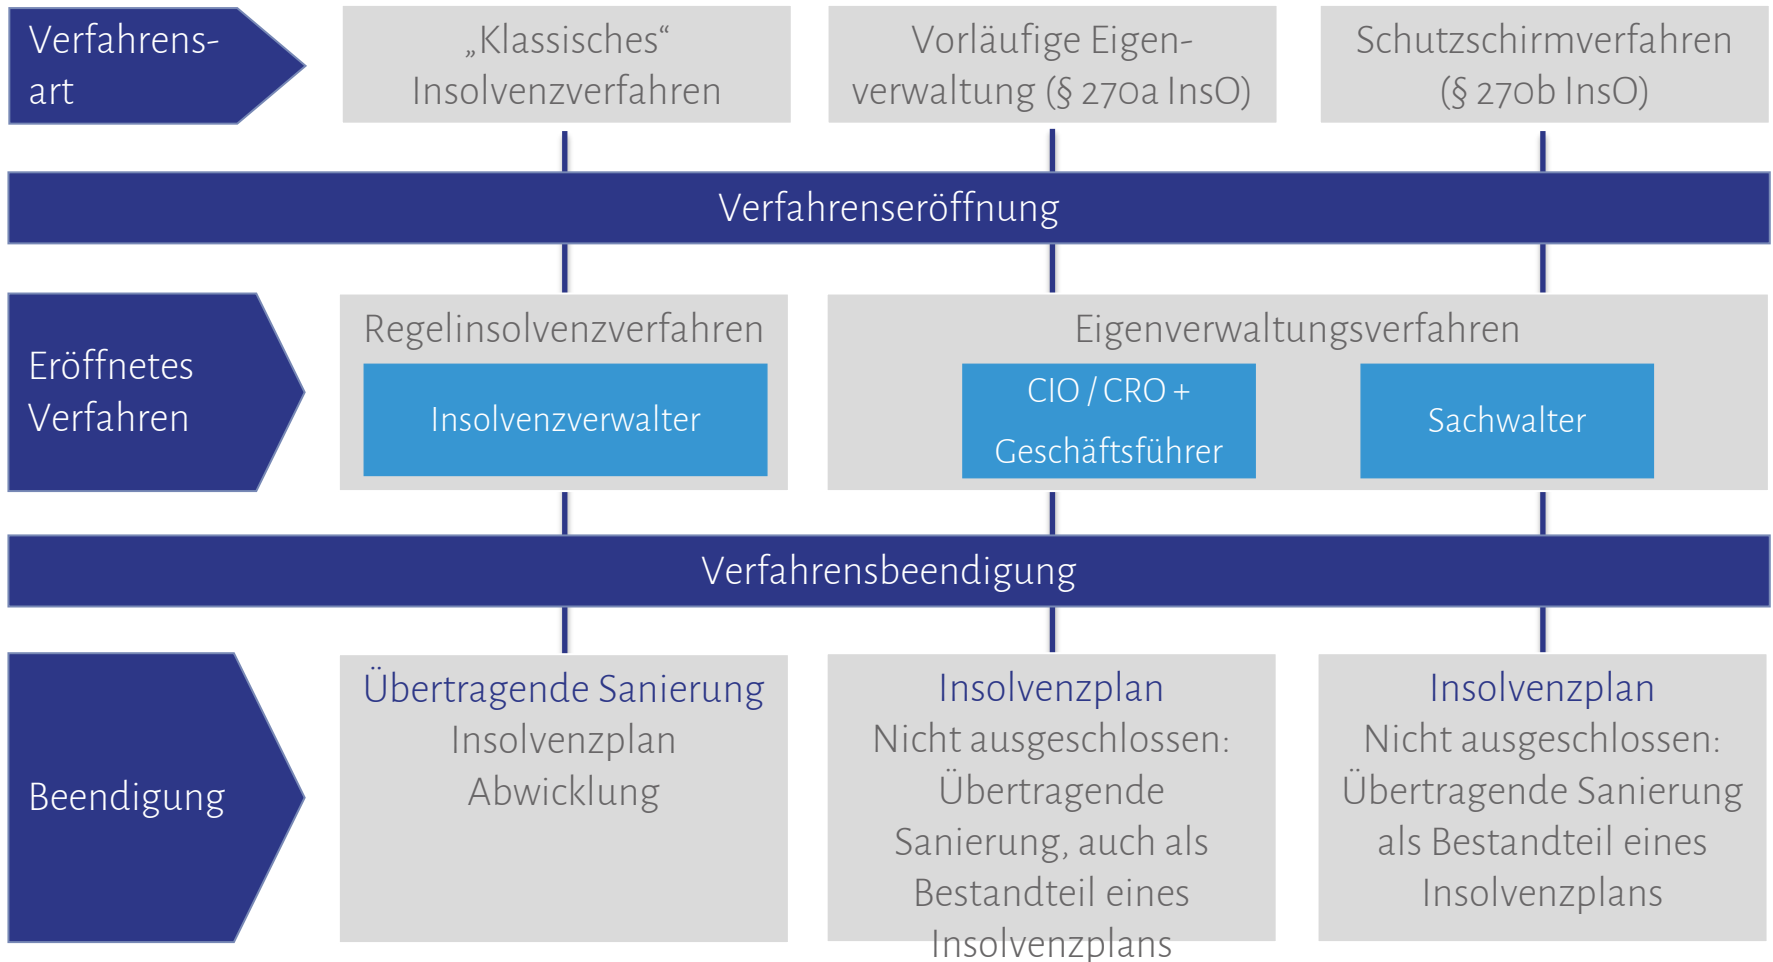 Verfahrens-
art
„Klassisches“
Insolvenzverfahren
Vorläufige Eigen-
verwaltung (§ 270a InsO)
Schutzschirmverfahren
(§ 270b InsO)
Verfahrenseröffnung
Eröffnetes
Verfahren
Regelinsolvenzverfahren
Insolvenzverwalter
Eigenverwaltungsverfahren
CIO / CRO +
Geschäftsführer
Sachwalter
Verfahrensbeendigung
Beendigung
Übertragende Sanierung
Insolvenzplan
Abwicklung
Insolvenzplan
Nicht ausgeschlossen:
Übertragende
Sanierung, auch als
Bestandteil eines
Insolvenzplans
Insolvenzplan
Nicht ausgeschlossen:
Übertragende Sanierung
als Bestandteil eines
Insolvenzplans